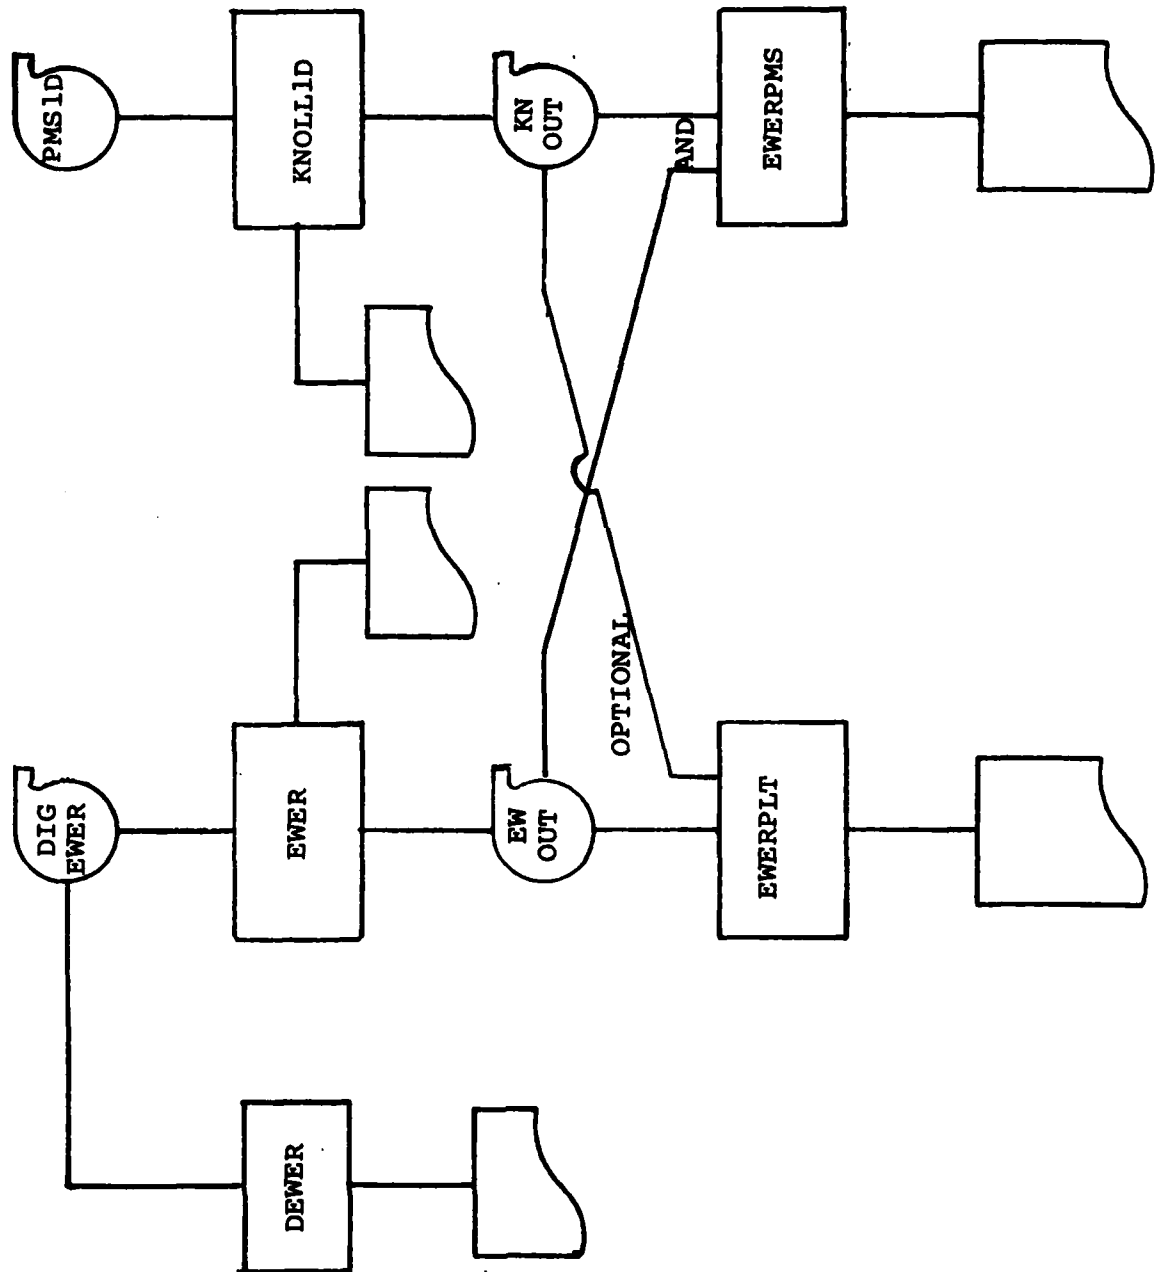 PMS1D
KNOLL1D
KN
OUT
AND
EWERPMS
DIG
EWER
EWER
EW
OUT
OPTIONAL
EWERPLT
DEWER